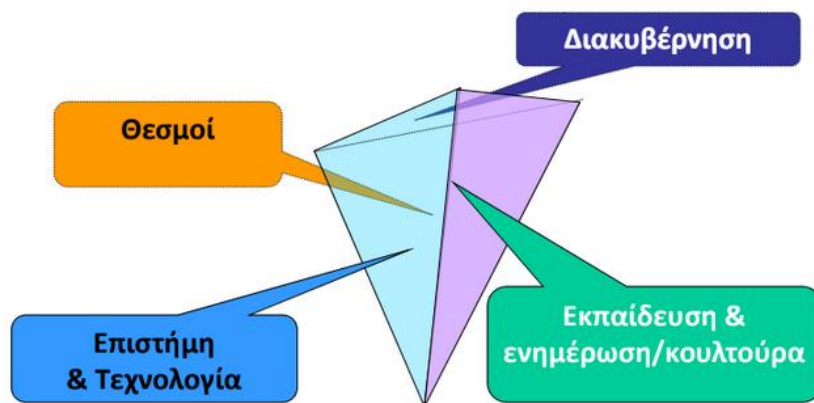 Διακυβέρνηση
Θεσμοί
Επιστήμη
& Τεχνολογία
Εκπαίδευση &
ενημέρωση/κουλτούρα